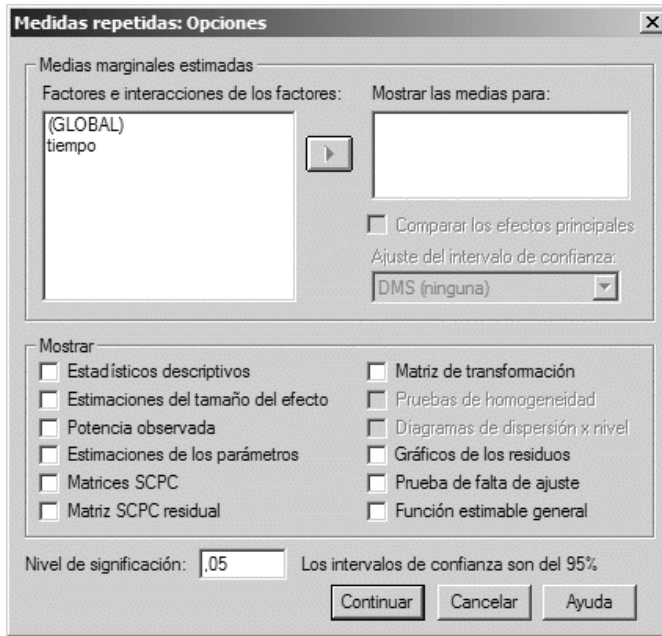 Medidas repetidas: Opciones
Medias marginales estimadas
Factores e interacciones de los factores:
(GLOBAL)
tiempo
Mostrar las medias para:
Comparar los efectos principales
Ajuste del intervalo de confianza:
DMS (ninguna)
Mostrar
Estadísticos descriptivos
Estimaciones del tamaño del efecto
Potencia observada
Estimaciones de los parámetros
Matrices SCPC
Matriz SCPC residual
Matriz de transformación
Pruebas de homogeneidad
Diagramas de dispersión x nivel
Gráficos de los residuos
Prueba de falta de ajuste
Función estimable general
Nivel de significación: ,05 Los intervalos de confianza son del 95%
Continuar Cancelar Ayuda